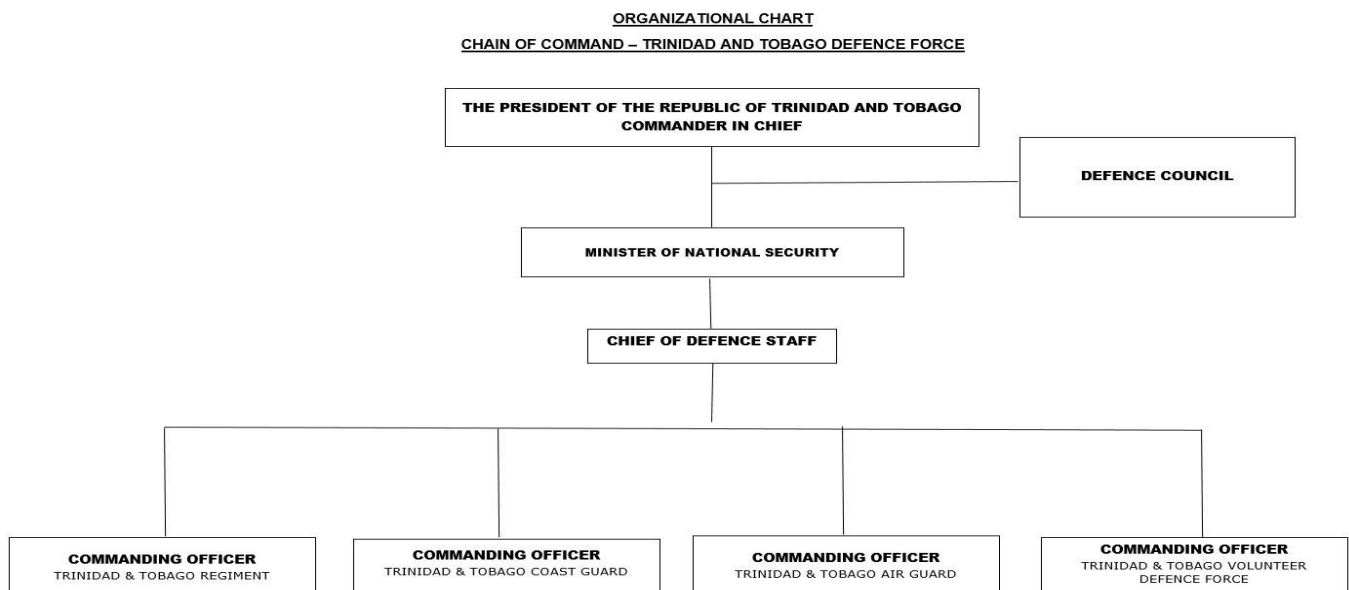 ORGANIZATIONAL CHART
CHAIN OF COMMAND – TRINIDAD AND TOBAGO DEFENCE FORCE
THE PRESIDENT OF THE REPUBLIC OF TRINIDAD AND TOBAGO
COMMANDER IN CHIEF
DEFENCE COUNCIL
MINISTER OF NATIONAL SECURITY
CHIEF OF DEFENCE STAFF
COMMANDING OFFICER
TRINIDAD & TOBAGO REGIMENT
COMMANDING OFFICER
TRINIDAD & TOBAGO COAST GUARD
COMMANDING OFFICER
TRINIDAD & TOBAGO AIR GUARD
COMMANDING OFFICER
TRINIDAD & TOBAGO VOLUNTEER
DEFENCE FORCE